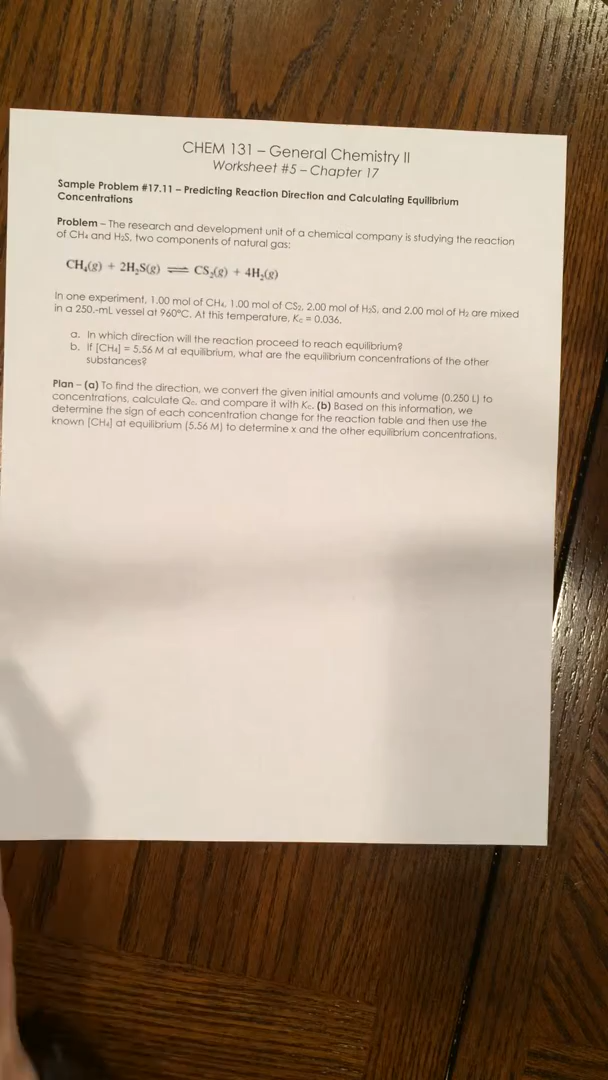 CHEM 131 – General Chemistry II
Worksheet #5 – Chapter 17
Sample Problem #17.11 – Predicting Reaction Direction and Calculating Equilibrium
Concentrations
Problem – The research and development unit of a chemical company is studying the reaction
of CH₄ and H₂S, two components of natural gas:
CH₄(g) + 2H₂S(g) ⇌ CS₂(g) + 4H₂(g)
In one experiment, 1.00 mol of CH₄, 1.00 mol of CS₂, 2.00 mol of H₂S, and 2.00 mol of H₂ are mixed
in a 250.-mL vessel at 960°C. At this temperature, Kc = 0.036.
a. In which direction will the reaction proceed to reach equilibrium?
b. If [CH₄] = 5.56 M at equilibrium, what are the equilibrium concentrations of the other
substances?
Plan – (a) To find the direction, we convert the given initial amounts and volume (0.250 L) to
concentrations, calculate Qc, and compare it with Kc. (b) Based on this information, we
determine the sign of each concentration change for the reaction table and then use the
known [CH₄] at equilibrium (5.56 M) to determine x and the other equilibrium concentrations.